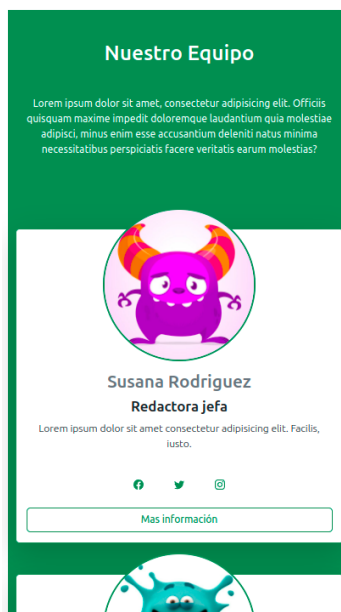 Nuestro Equipo
Lorem ipsum dolor sit amet, consectetur adipisicing elit. Officiis
quisquam maxime impedit doloremque laudantium quia molestiae
adipisci, minus enim esse accusantium deleniti natus minima
necessitatibus perspiciatis facere veritatis earum molestias?
Susana Rodriguez
Redactora jefa
Lorem ipsum dolor sit amet consectetur adipisicing elit. Facilis,
iusto.
Mas información